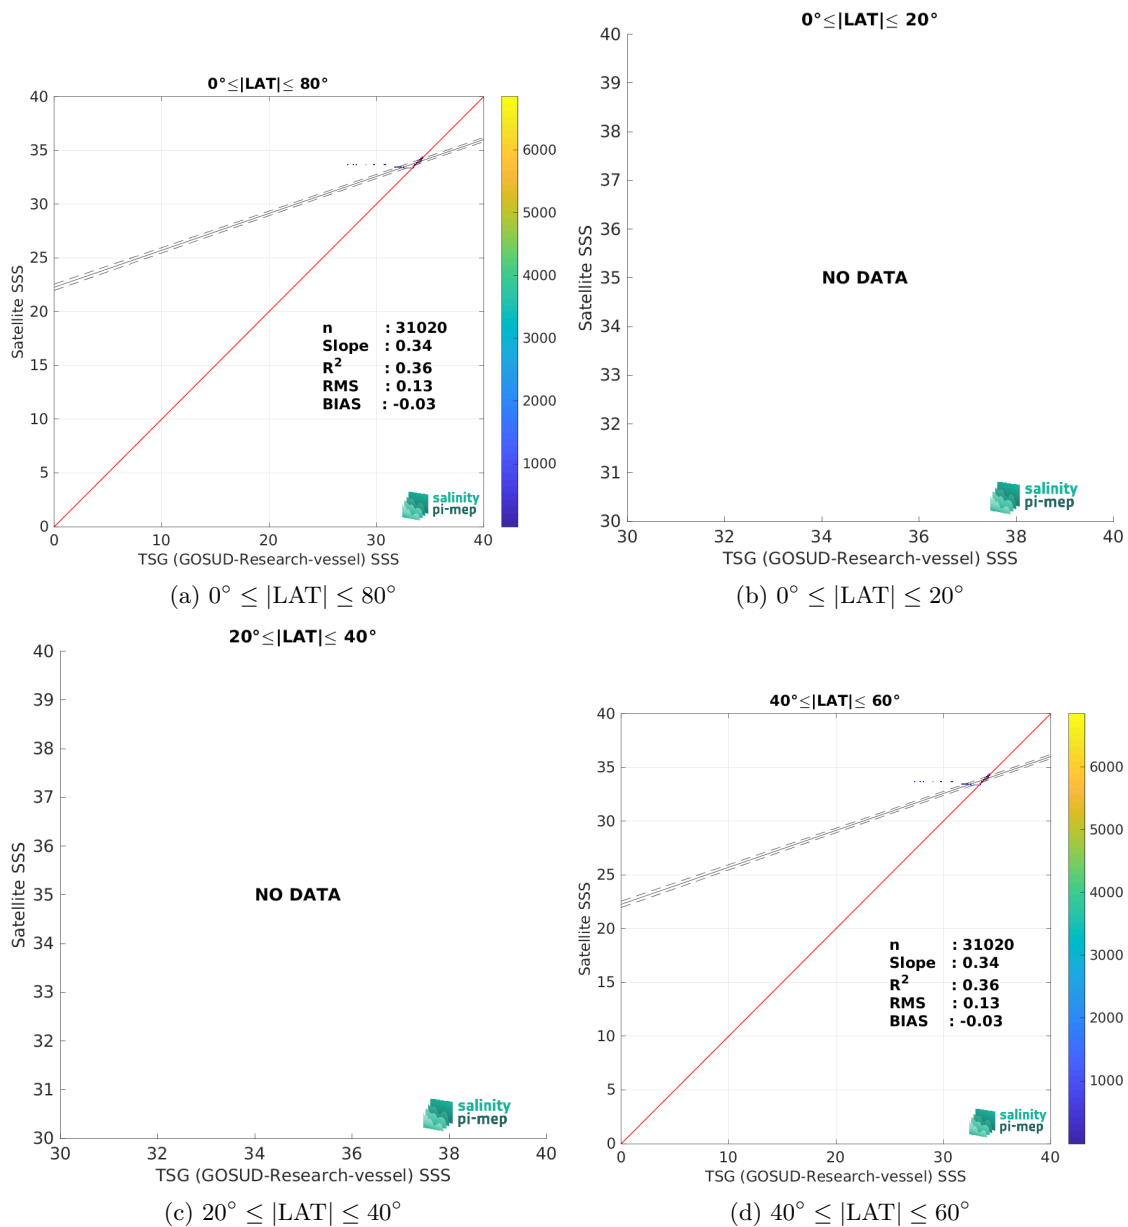 0°≤|LAT|≤ 80°
40
35
30
25
20
15
10
5
0
Satellite SSS
n : 31020
Slope : 0.34
R² : 0.36
RMS : 0.13
BIAS : -0.03
salinity
pi-mep
0 10 20 30 40
TSG (GOSUD-Research-vessel) SSS
6000
5000
4000
3000
2000
1000
(a) 0° ≤ |LAT| ≤ 80°
0°≤|LAT|≤ 20°
40
39
38
37
36
35
34
33
32
31
30
Satellite SSS
NO DATA
salinity
pi-mep
30 32 34 36 38 40
TSG (GOSUD-Research-vessel) SSS
(b) 0° ≤ |LAT| ≤ 20°
20°≤|LAT|≤ 40°
40
39
38
37
36
35
34
33
32
31
30
Satellite SSS
NO DATA
salinity
pi-mep
30 32 34 36 38 40
TSG (GOSUD-Research-vessel) SSS
(c) 20° ≤ |LAT| ≤ 40°
40°≤|LAT|≤ 60°
40
35
30
25
20
15
10
5
0
Satellite SSS
n : 31020
Slope : 0.34
R² : 0.36
RMS : 0.13
BIAS : -0.03
salinity
pi-mep
0 10 20 30 40
TSG (GOSUD-Research-vessel) SSS
6000
5000
4000
3000
2000
1000
(d) 40° ≤ |LAT| ≤ 60°